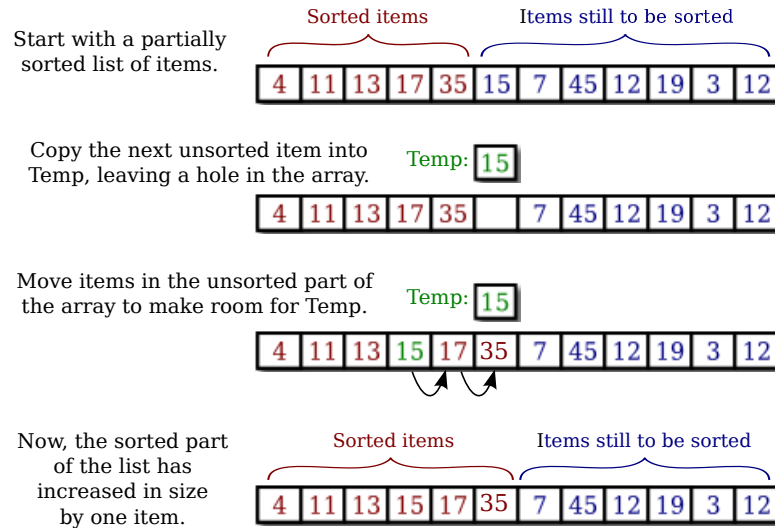 Sorted items
Items still to be sorted
Start with a partially
sorted list of items.
4 11 13 17 35 15 7 45 12 19 3 12
Copy the next unsorted item into
Temp, leaving a hole in the array.
Temp: 15
4 11 13 17 35 7 45 12 19 3 12
Move items in the unsorted part of
the array to make room for Temp.
Temp: 15
4 11 13 15 17 35 7 45 12 19 3 12
Now, the sorted part
of the list has
increased in size
by one item.
Sorted items
Items still to be sorted
4 11 13 15 17 35 7 45 12 19 3 12